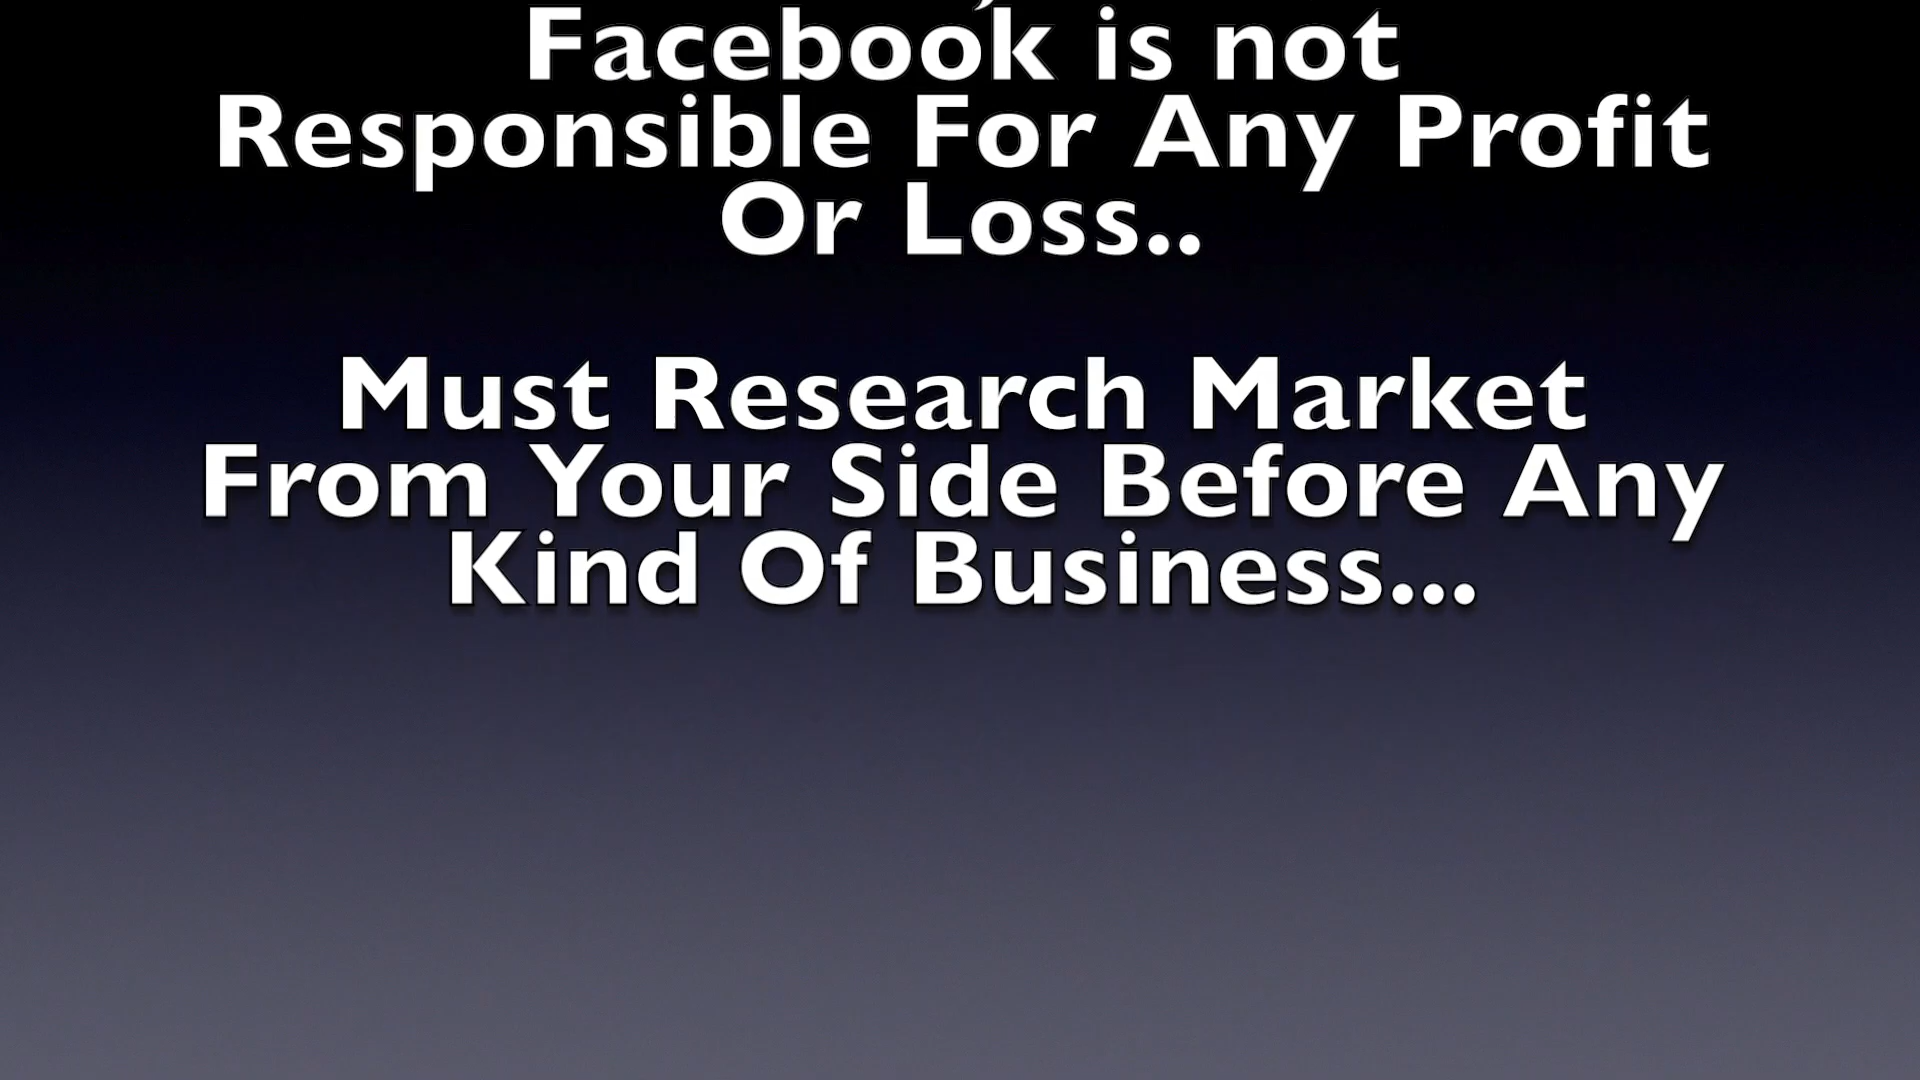 Facebook is not
Responsible For Any Profit
Or Loss..
Must Research Market
From Your Side Before Any
Kind Of Business...